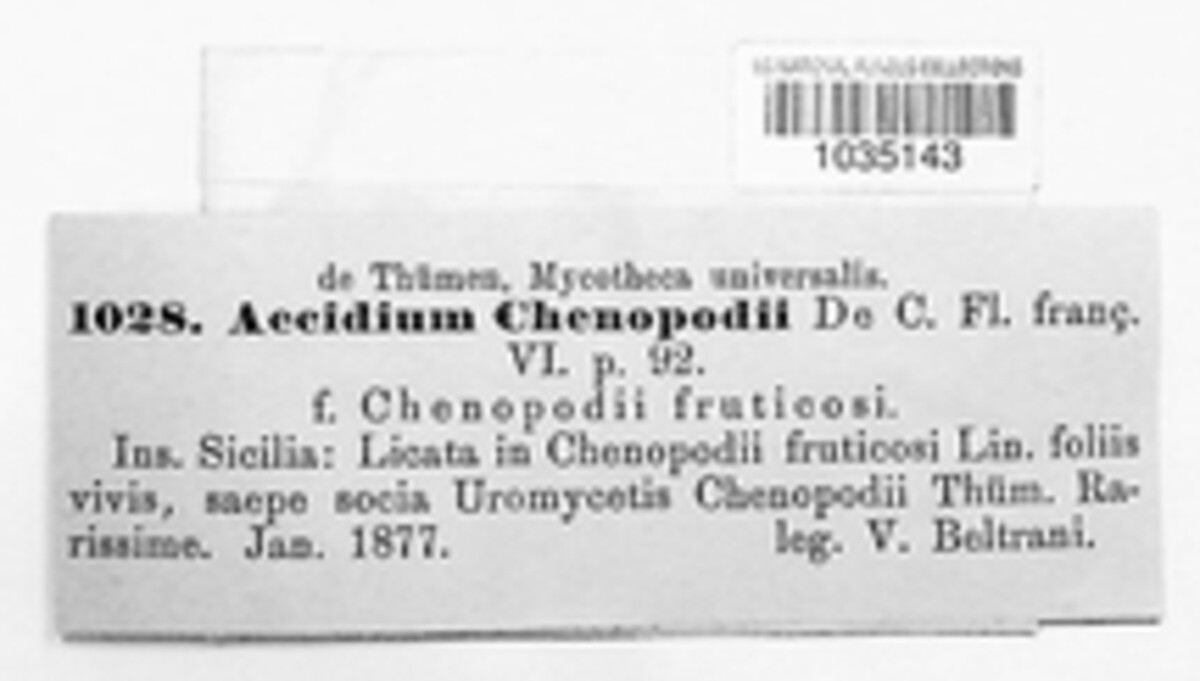 1035143
de Thümen, Mycotheca universalis.
1028. Aecidium Chenopodii De C. Fl. franç.
VI. p. 92.
f. Chenopodii fruticosi.
Ins. Sicilia: Licata in Chenopodii fruticosi Lin. foliis
vivis, saepe socia Uromycetis Chenopodii Thüm. Ra-
rissime. Jan. 1877. leg. V. Beltrani.